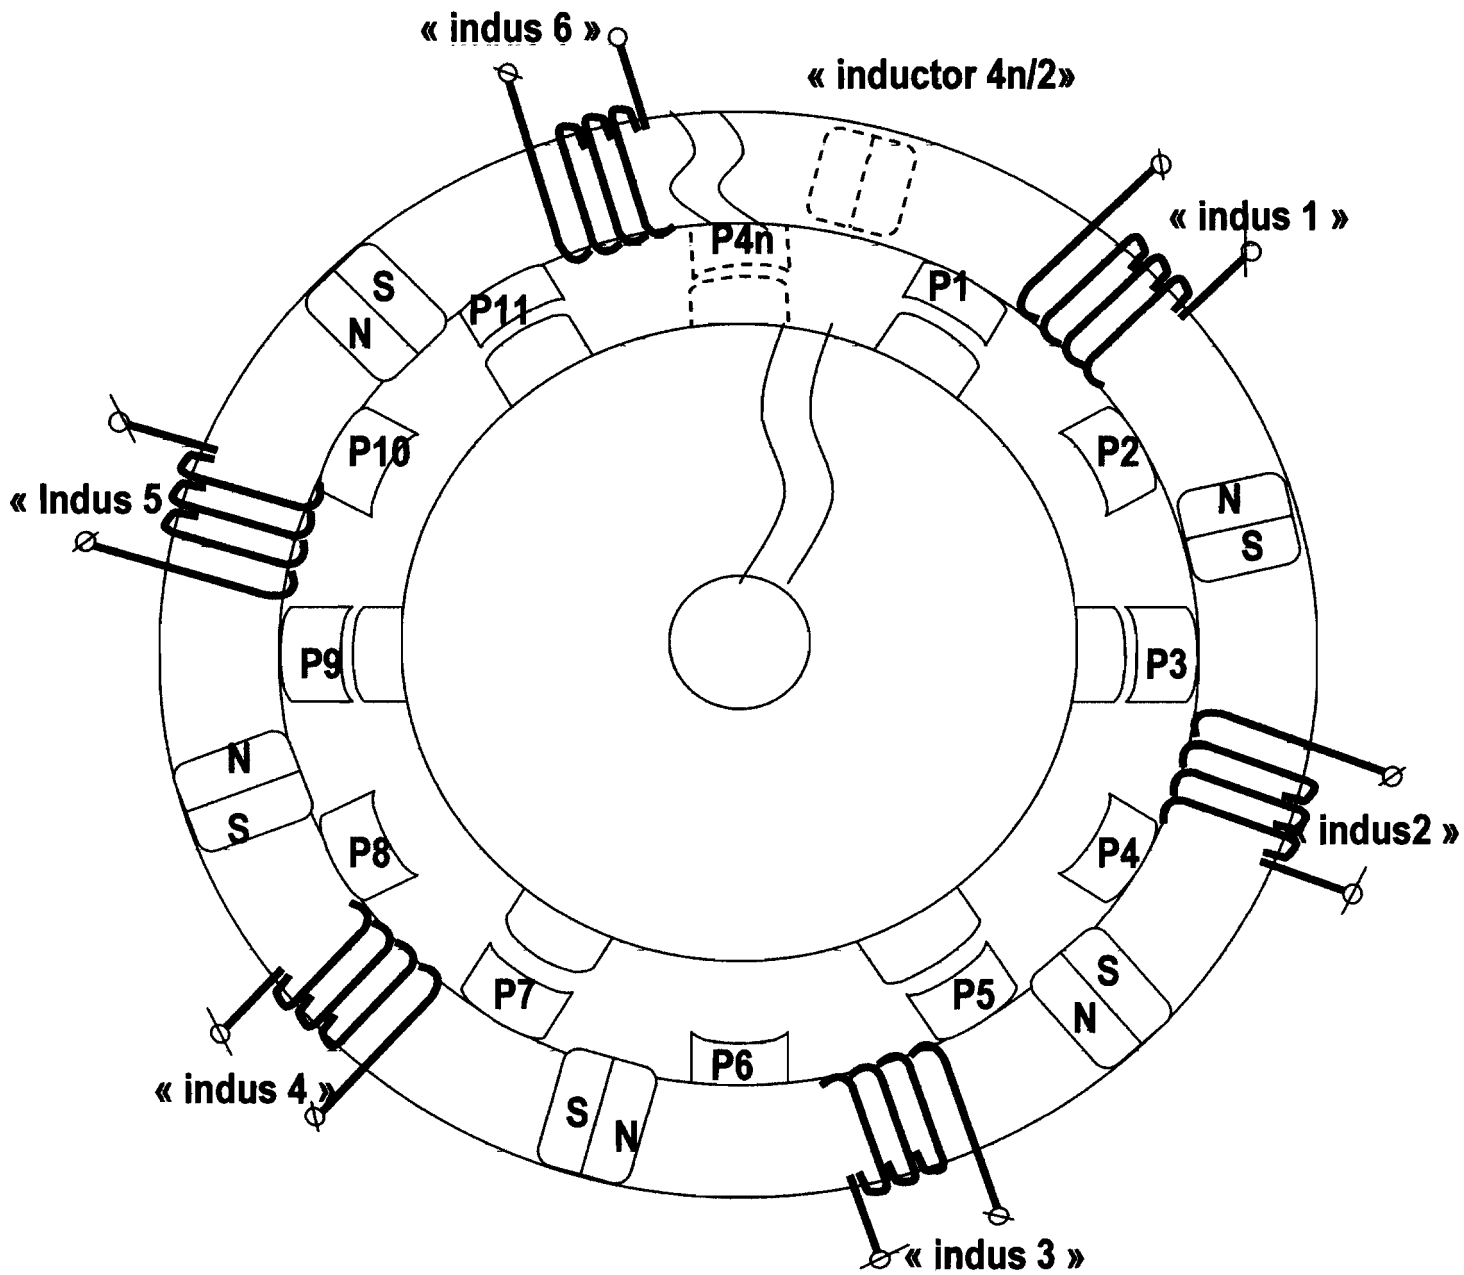 « indus 6 »
« inductor 4n/2»
« indus 1 »
P4n
P1
P11
S
N
P10
P2
« Indus 5
N
S
P9
P3
N
S
P8
P4
« indus2 »
S
N
P7
P5
P6
« indus 4 »
S
N
« indus 3 »